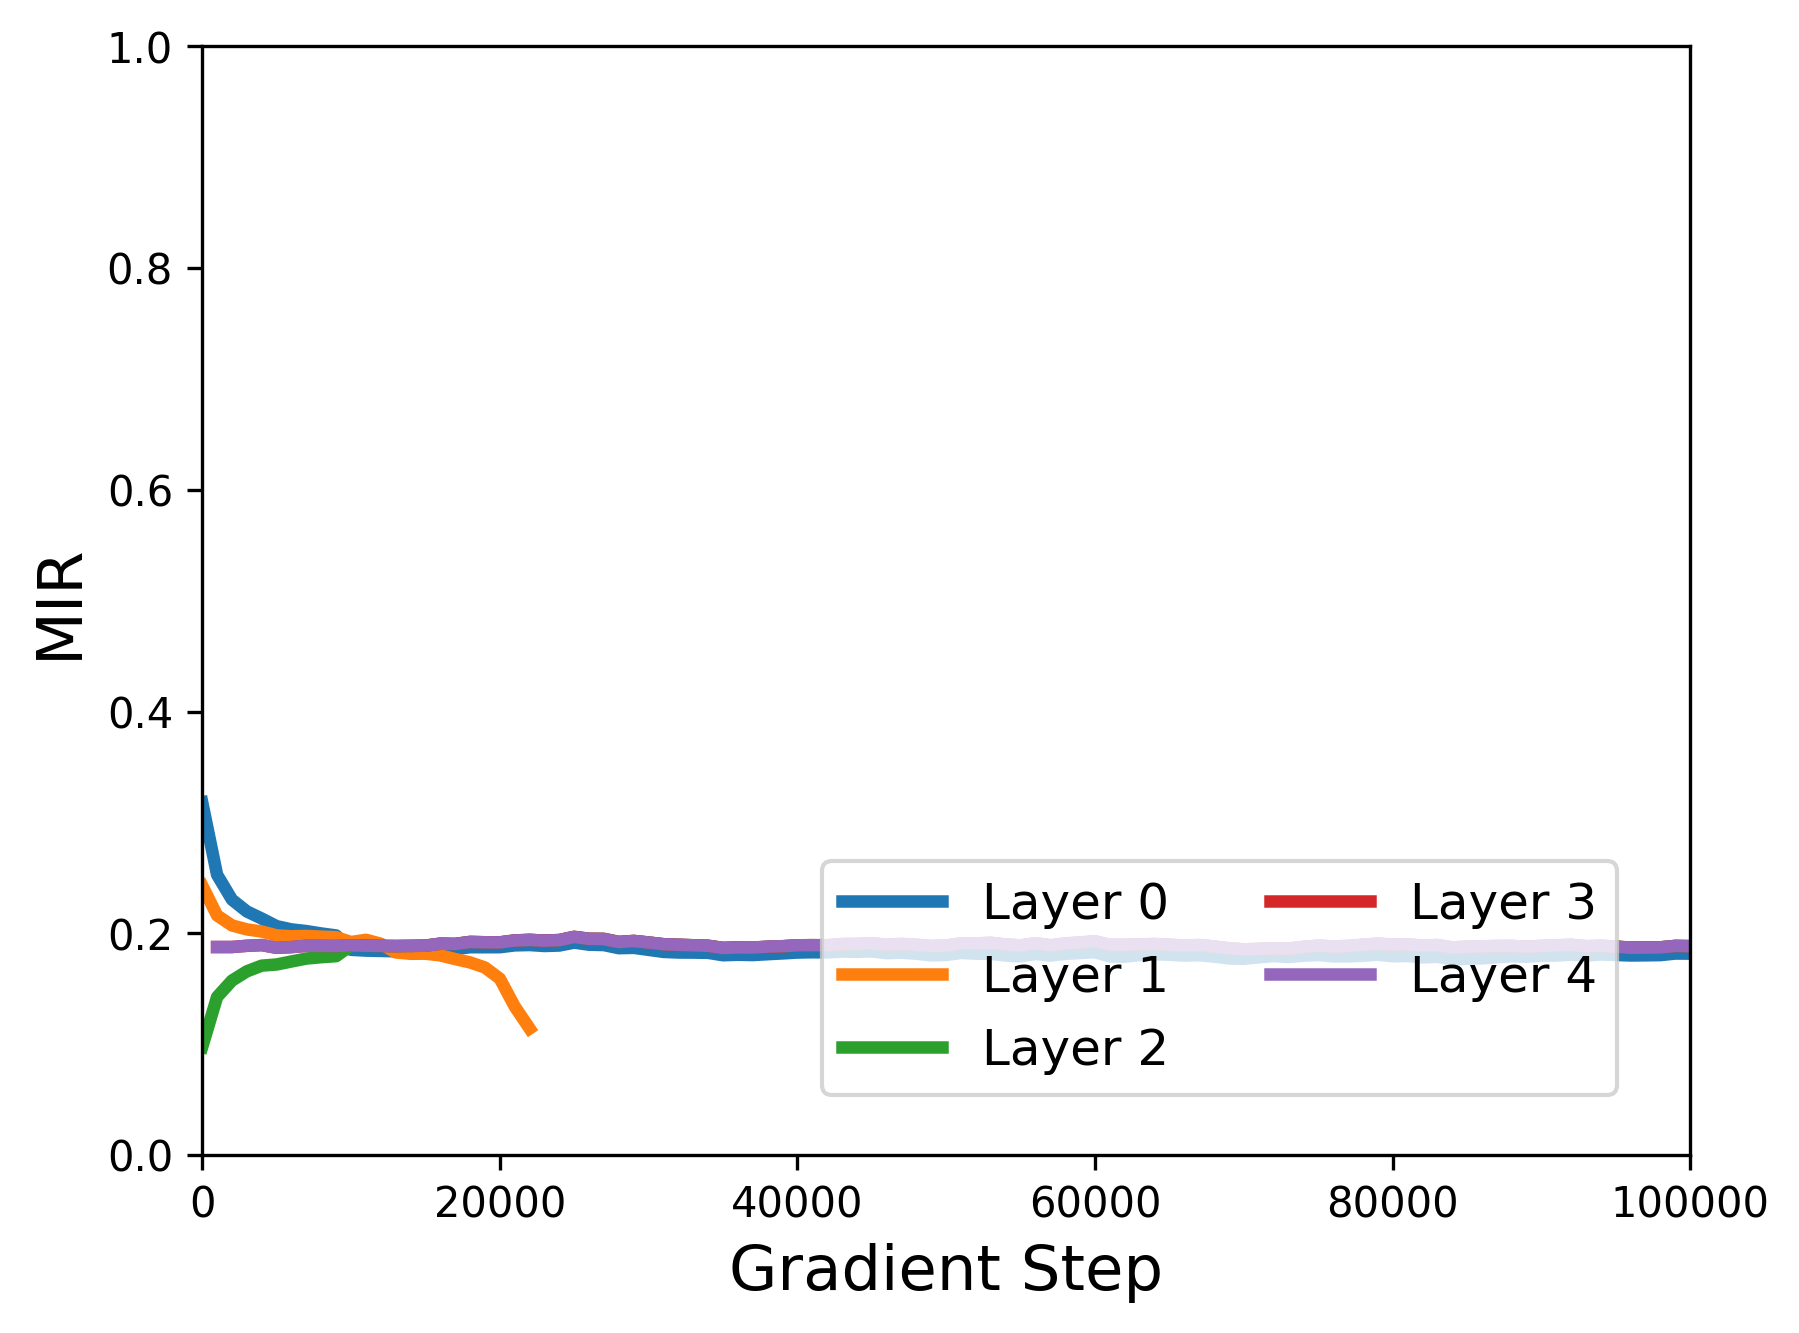 1.0
0.8
0.6
0.4
0.2
0.0
MIR
Layer 0
Layer 1
Layer 2
Layer 3
Layer 4
0 20000 40000 60000 80000 100000
Gradient Step